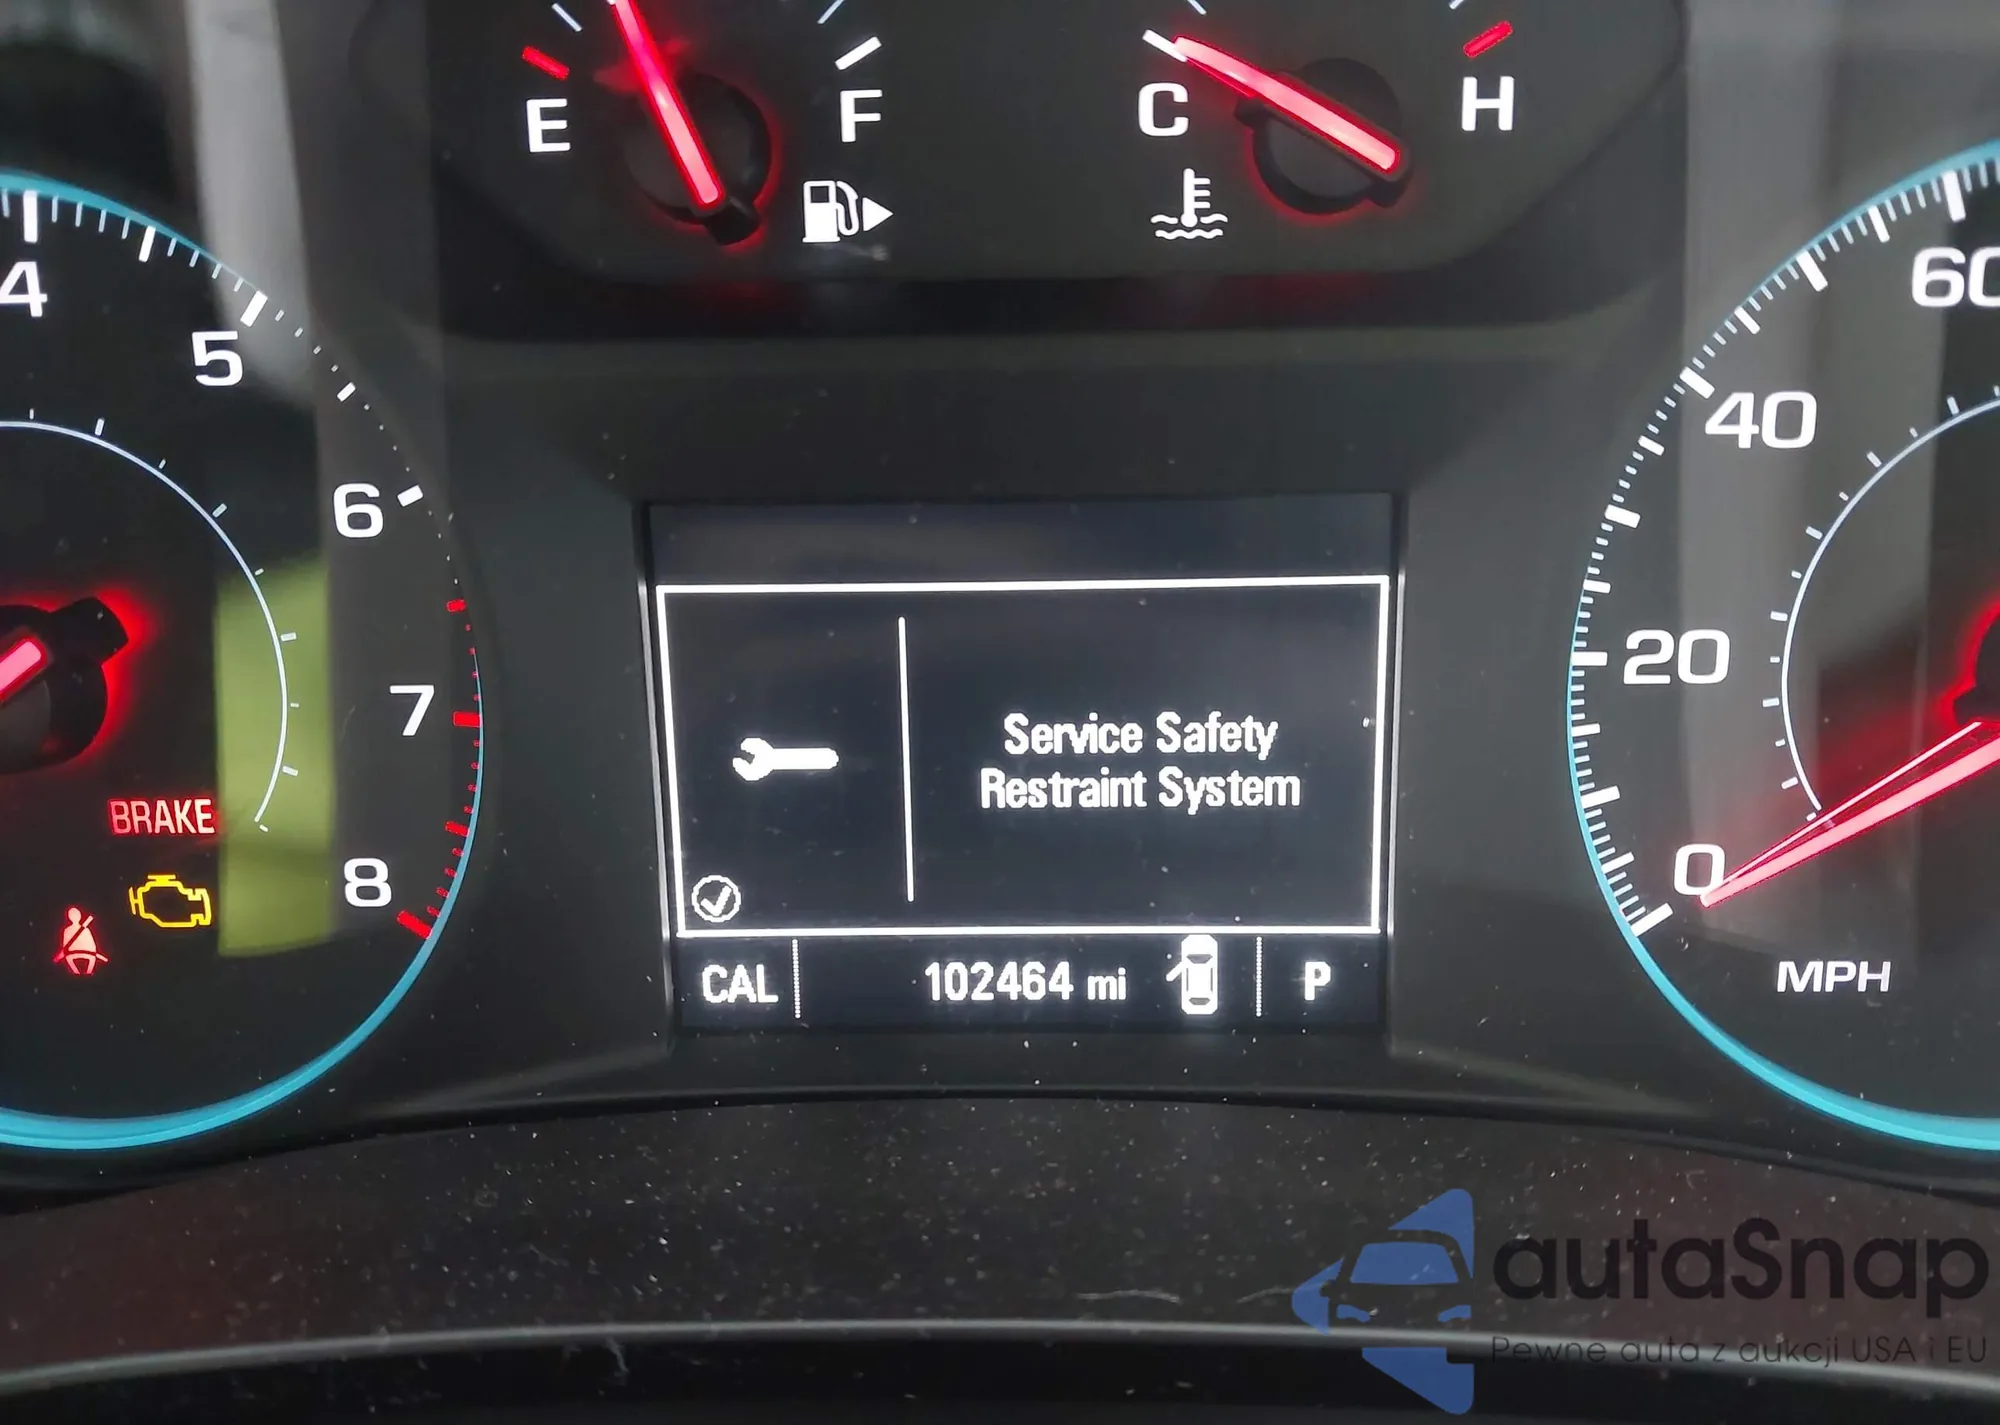 E
F
C
H
4
5
6
7
8
60
40
20
0
MPH
BRAKE
Service Safety
Restraint System
CAL
102464 mi
P
autaSnap
Pewne auta z aukcji USA i EU